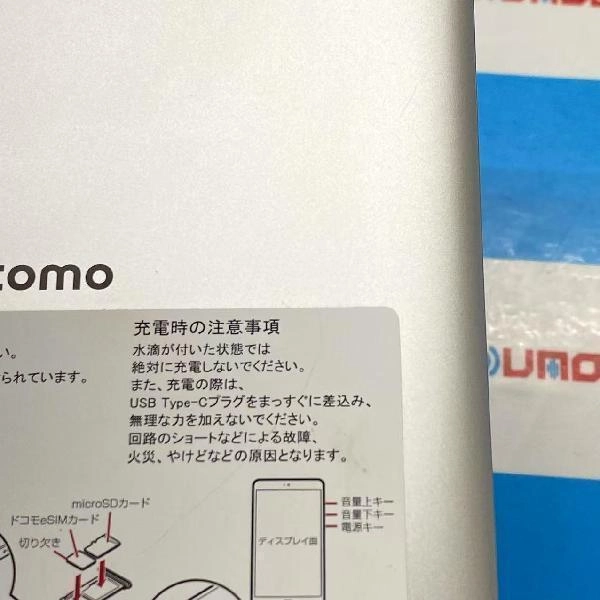 como
充電時の注意事項
水滴が付いた状態では
絶対に充電しないでください。
また、充電の際は、
USB Type-Cプラグをまっすぐに差込み、
無理な力を加えないでください。
回路のショートなどによる故障、
火災、やけどなどの原因となります。
い。
られています。
microSDカード
ドコモeSIMカード
切り欠き
ディスプレイ面
音量上キー
音量下キー
電源キー
UMO